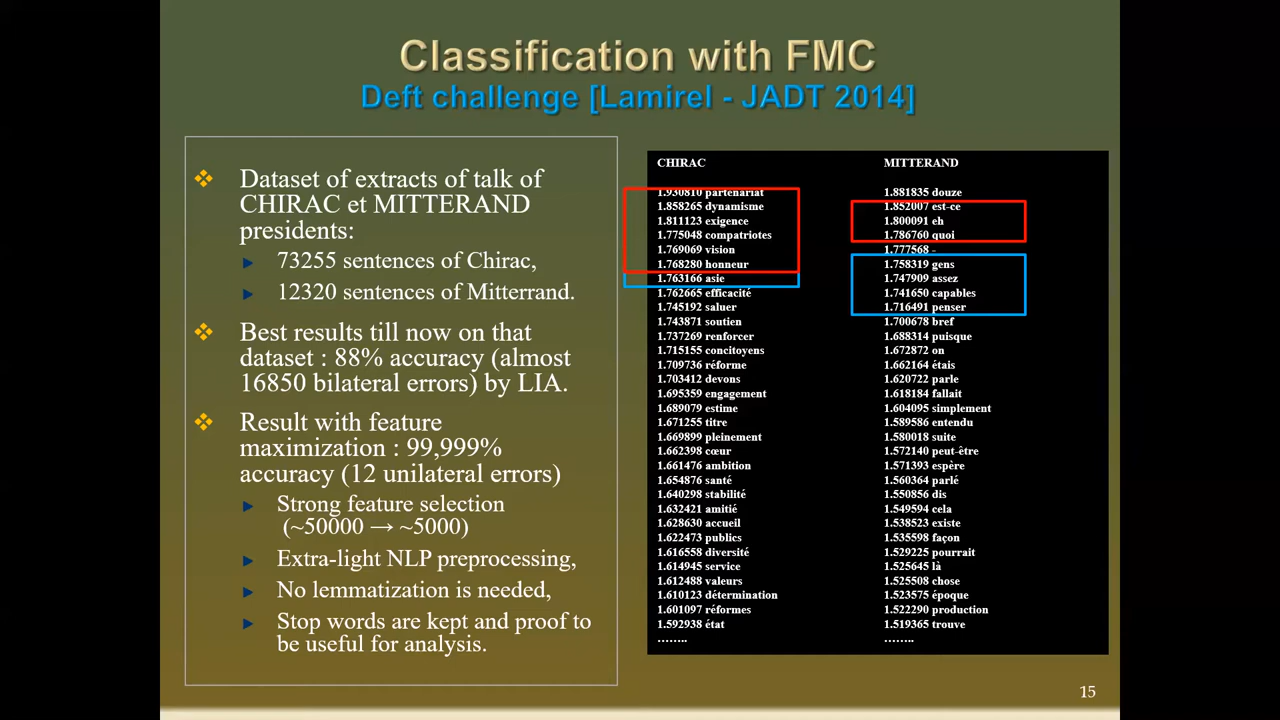 Classification with FMC
Deft challenge [Lamirel - JADT 2014]
❖ Dataset of extracts of talk of
CHIRAC et MITTERAND
presidents:
► 73255 sentences of Chirac,
► 12320 sentences of Mitterrand.
❖ Best results till now on that
dataset : 88% accuracy (almost
16850 bilateral errors) by LIA.
❖ Result with feature
maximization : 99,999%
accuracy (12 unilateral errors)
► Strong feature selection
(~50000 → ~5000)
► Extra-light NLP preprocessing,
► No lemmatization is needed,
► Stop words are kept and proof to
be useful for analysis.
CHIRAC
1.930810 partenariat
1.858265 dynamisme
1.811123 exigence
1.775048 compatriotes
1.769069 vision
1.768280 honneur
1.763166 asie
1.762665 efficacité
1.745192 saluer
1.743871 soutien
1.737269 renforcer
1.715155 concitoyens
1.709736 réforme
1.703412 devons
1.695359 engagement
1.689079 estime
1.671255 titre
1.669899 pleinement
1.662398 cœur
1.661476 ambition
1.654876 santé
1.640298 stabilité
1.632421 amitié
1.628630 accueil
1.622473 publics
1.616558 diversité
1.614945 service
1.612488 valeurs
1.610123 détermination
1.601097 réformes
1.592938 état
……..
MITTERAND
1.881835 douze
1.852007 est-ce
1.800091 eh
1.786760 quoi
1.777568 -
1.758319 gens
1.747909 assez
1.741650 capables
1.716491 penser
1.700678 bref
1.688314 puisque
1.672872 on
1.662164 étais
1.620722 parle
1.618184 fallait
1.604095 simplement
1.589586 entendu
1.580018 suite
1.572140 peut-être
1.571393 espère
1.560364 parlé
1.550856 dis
1.549594 cela
1.538523 existe
1.535598 façon
1.529225 pourrait
1.525645 là
1.525508 chose
1.523575 époque
1.522290 production
1.519365 trouve
……..
15